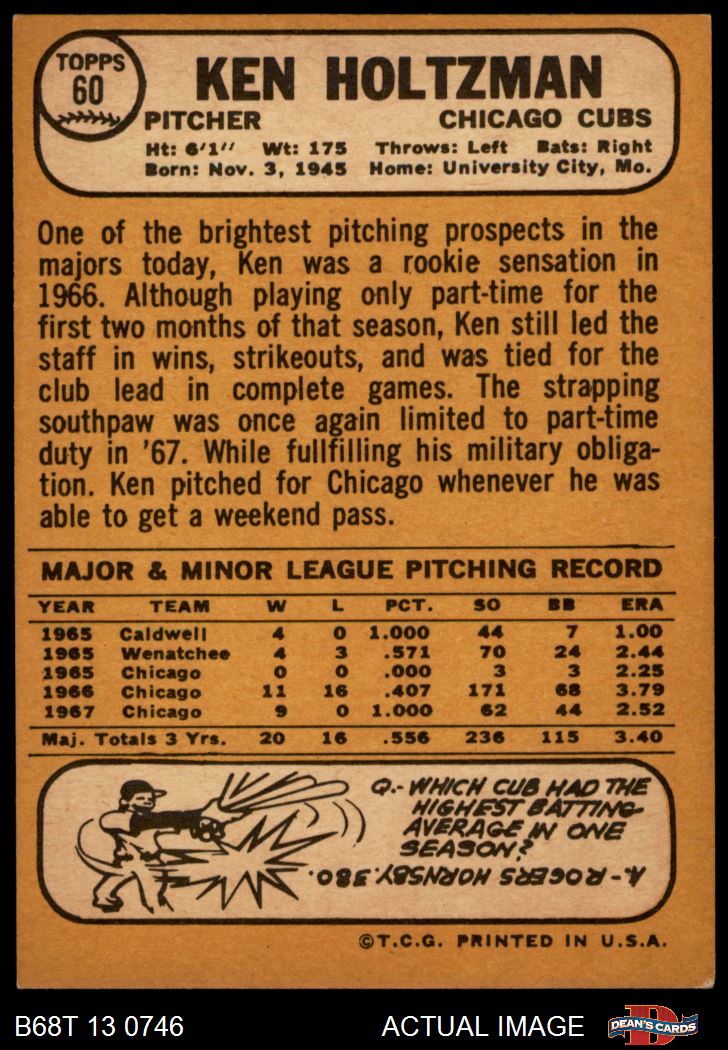 TOPPS
60
KEN HOLTZMAN
PITCHER CHICAGO CUBS
Ht: 6'1" Wt: 175 Throws: Left Bats: Right
Born: Nov. 3, 1945 Home: University City, Mo.
One of the brightest pitching prospects in the
majors today, Ken was a rookie sensation in
1966. Although playing only part-time for the
first two months of that season, Ken still led the
staff in wins, strikeouts, and was tied for the
club lead in complete games. The strapping
southpaw was once again limited to part-time
duty in '67. While fullfilling his military obliga-
tion. Ken pitched for Chicago whenever he was
able to get a weekend pass.
MAJOR & MINOR LEAGUE PITCHING RECORD
YEAR TEAM W L PCT. SO BB ERA
1965 Caldwell 4 0 1.000 44 7 1.00
1965 Wenatchee 4 3 .571 70 24 2.44
1965 Chicago 0 0 .000 3 3 2.25
1966 Chicago 11 16 .407 171 68 3.79
1967 Chicago 9 0 1.000 62 44 2.52
Maj. Totals 3 Yrs. 20 16 .556 236 115 3.40
Q.- WHICH CUB HAD THE
HIGHEST BATTING
AVERAGE IN ONE
SEASON?
A- ROGERS HORNSBY .380.
©T.C.G. PRINTED IN U.S.A.
B68T 13 0746 ACTUAL IMAGE D DEAN'S CARDS